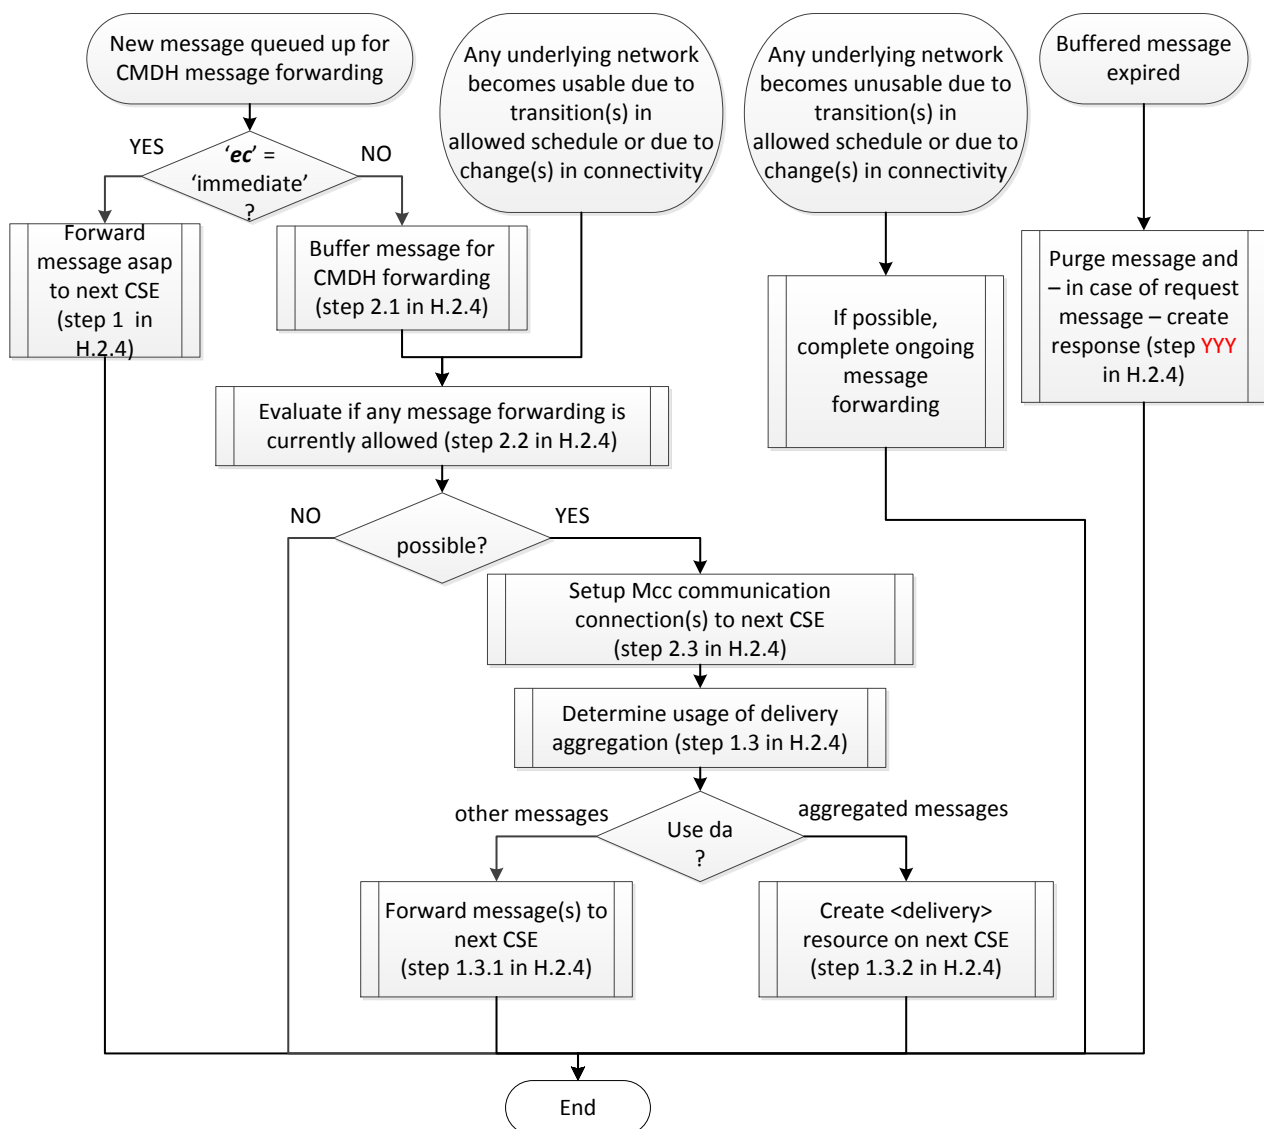 New message queued up for
CMDH message forwarding
Any underlying network
becomes usable due to
transition(s) in
allowed schedule or due to
change(s) in connectivity
Any underlying network
becomes unusable due to
transition(s) in
allowed schedule or due to
change(s) in connectivity
Buffered message
expired
YES
‘ec’ =
‘immediate’
?
NO
Forward
message asap
to next CSE
(step 1 in
H.2.4)
Buffer message for
CMDH forwarding
(step 2.1 in H.2.4)
If possible,
complete ongoing
message
forwarding
Purge message and
– in case of request
message – create
response (step YYY
in H.2.4)
Evaluate if any message forwarding is
currently allowed (step 2.2 in H.2.4)
NO
possible?
YES
Setup Mcc communication
connection(s) to next CSE
(step 2.3 in H.2.4)
Determine usage of delivery
aggregation (step 1.3 in H.2.4)
other messages
Use da
?
aggregated messages
Forward message(s) to
next CSE
(step 1.3.1 in H.2.4)
Create <delivery>
resource on next CSE
(step 1.3.2 in H.2.4)
End